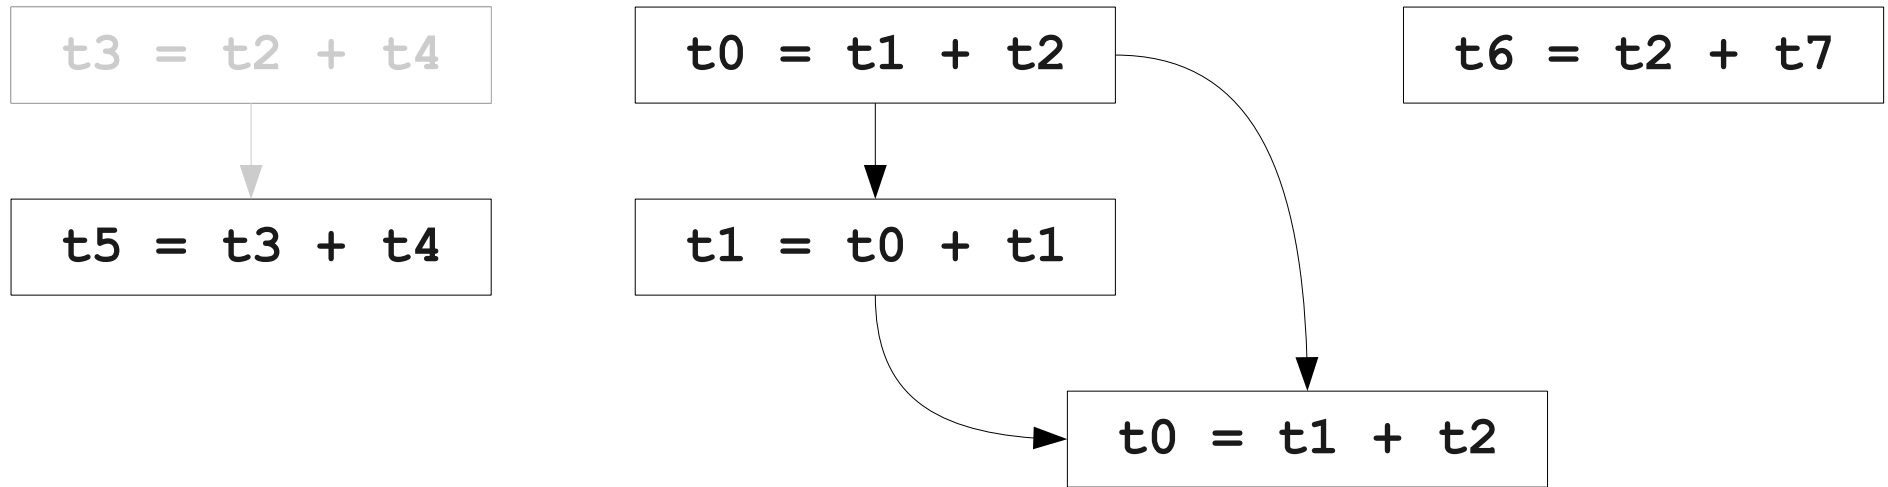 t3 = t2 + t4
t0 = t1 + t2
t6 = t2 + t7
t5 = t3 + t4
t1 = t0 + t1
t0 = t1 + t2